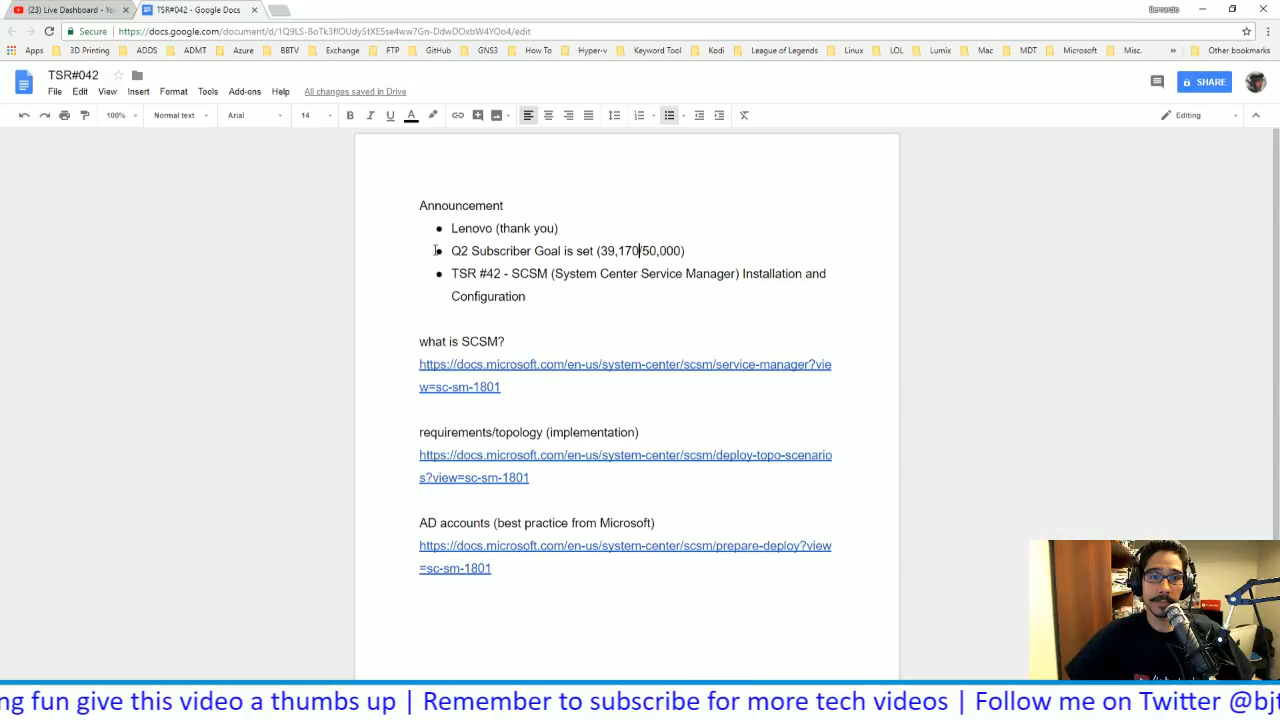 (23) Live Dashboard - Yo
TSR#042 - Google Docs
Bernardo
Secure
https://docs.google.com/document/d/1Q9LS-BoTk3fIOUdyStXE5se4ww7Gn-DdwDOxbW4YOm4/edit
Apps
3D Printing
ADDS
ADMT
Azure
BBTV
Exchange
FTP
GitHub
GNS3
How To
Hyper-v
Keyword Tool
Kodi
League of Legends
Linux
LOL
Lumix
Mac
MDT
Microsoft
Misc.
»
Other bookmarks
TSR#042
SHARE
File Edit View Insert Format Tools Add-ons Help All changes saved in Drive
100% Normal text Arial 14 B I U A Editing
Announcement
● Lenovo (thank you)
● Q2 Subscriber Goal is set (39,170/50,000)
● TSR #42 - SCSM (System Center Service Manager) Installation and
Configuration
what is SCSM?
https://docs.microsoft.com/en-us/system-center/scsm/service-manager?vie
w=sc-sm-1801
requirements/topology (implementation)
https://docs.microsoft.com/en-us/system-center/scsm/deploy-topo-scenario
s?view=sc-sm-1801
AD accounts (best practice from Microsoft)
https://docs.microsoft.com/en-us/system-center/scsm/prepare-deploy?view
=sc-sm-1801
ng fun give this video a thumbs up | Remember to subscribe for more tech videos | Follow me on Twitter @bjt